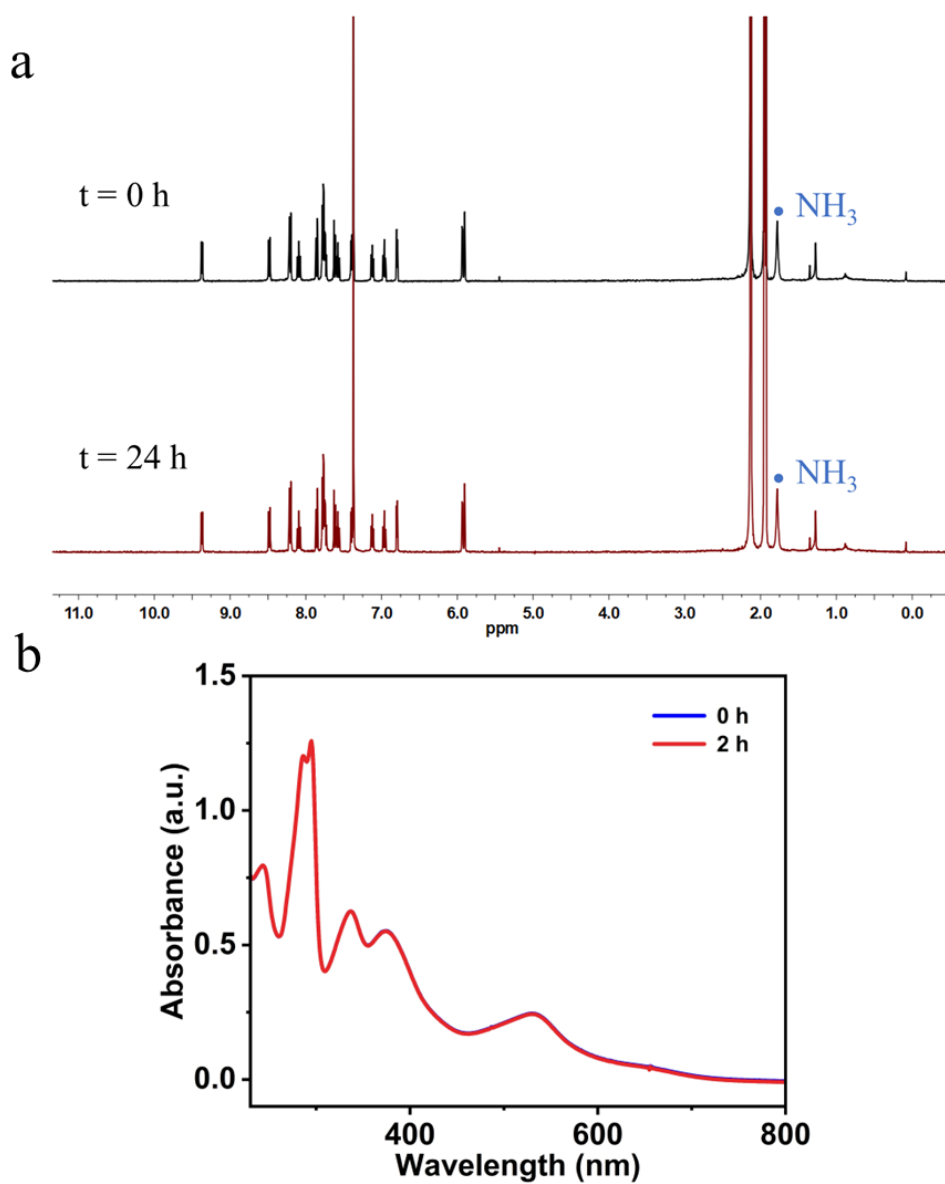 a
t = 0 h
NH₃
t = 24 h
NH₃
11.0 10.0 9.0 8.0 7.0 6.0 5.0 4.0 3.0 2.0 1.0 0.0
ppm
b
1.5
0 h
2 h
1.0
Absorbance (a.u.)
0.5
0.0
400 600 800
Wavelength (nm)